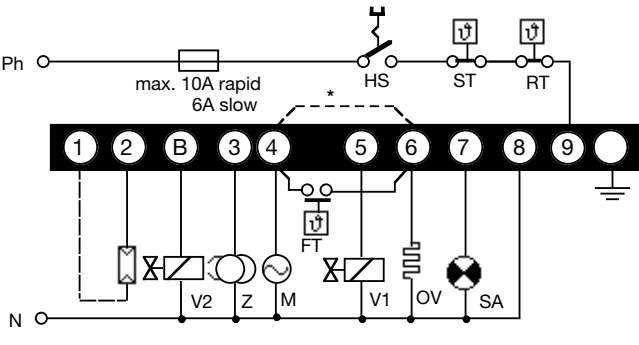 ϑ ϑ
Ph
HS ST RT
max. 10A rapid
6A slow
*
1 2 B 3 4 5 6 7 8 9
ϑ
FT
V2 Z M V1 OV SA
N